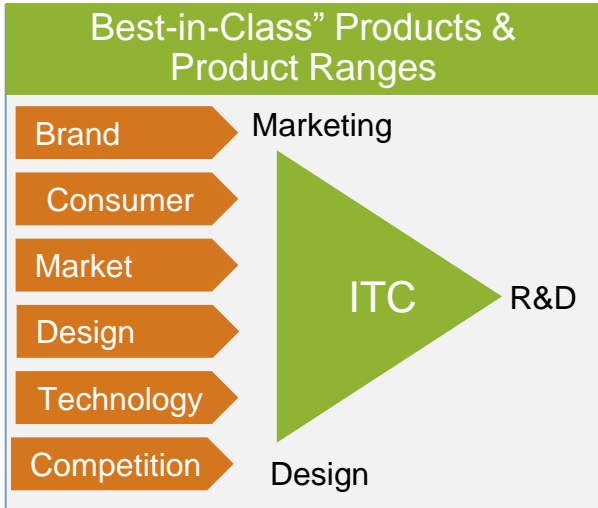 Best-in-Class” Products &
Product Ranges
Brand
Marketing
Consumer
Market
ITC
R&D
Design
Technology
Competition
Design